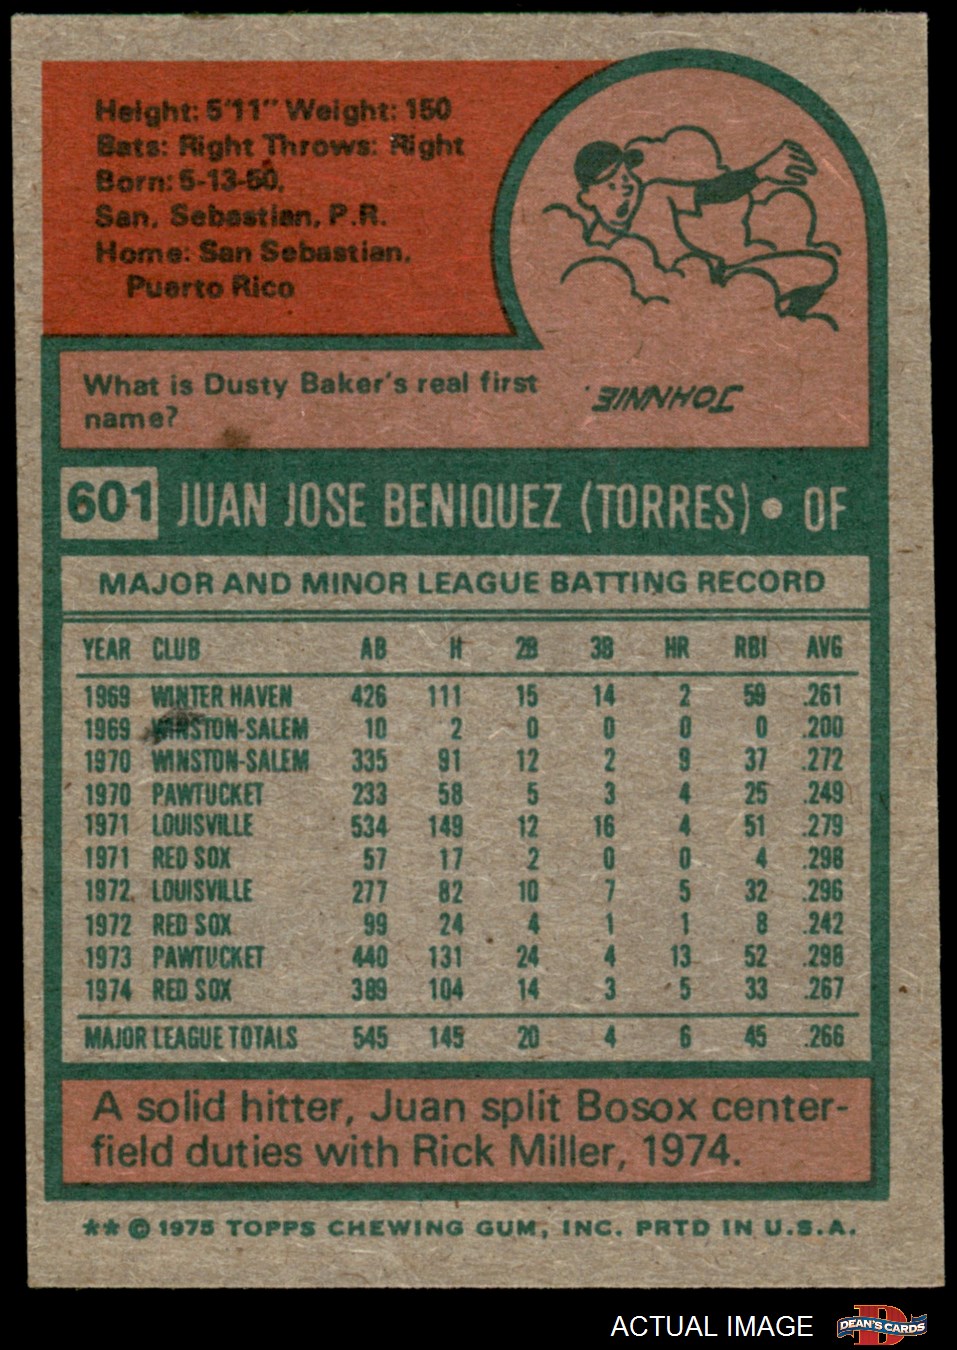 Height: 5'11" Weight: 150
Bats: Right Throws: Right
Born: 5-13-50,
San, Sebastian, P.R.
Home: San Sebastian,
Puerto Rico
What is Dusty Baker's real first
name?
JOHNNIE.
601 JUAN JOSE BENIQUEZ (TORRES) • OF
MAJOR AND MINOR LEAGUE BATTING RECORD
YEAR CLUB AB H 2B 3B HR RBI AVG
1969 WINTER HAVEN 426 111 15 14 2 59 .261
1969 WINSTON-SALEM 10 2 0 0 0 0 .200
1970 WINSTON-SALEM 335 91 12 2 9 37 .272
1970 PAWTUCKET 233 58 5 3 4 25 .249
1971 LOUISVILLE 534 149 12 16 4 51 .279
1971 RED SOX 57 17 2 0 0 4 .298
1972 LOUISVILLE 277 82 10 7 5 32 .296
1972 RED SOX 99 24 4 1 1 8 .242
1973 PAWTUCKET 440 131 24 4 13 52 .298
1974 RED SOX 389 104 14 3 5 33 .267
MAJOR LEAGUE TOTALS 545 145 20 4 6 45 .266
A solid hitter, Juan split Bosox center-
field duties with Rick Miller, 1974.
** © 1975 TOPPS CHEWING GUM, INC. PRTD IN U.S.A.
ACTUAL IMAGE
D
DEAN'S CARDS